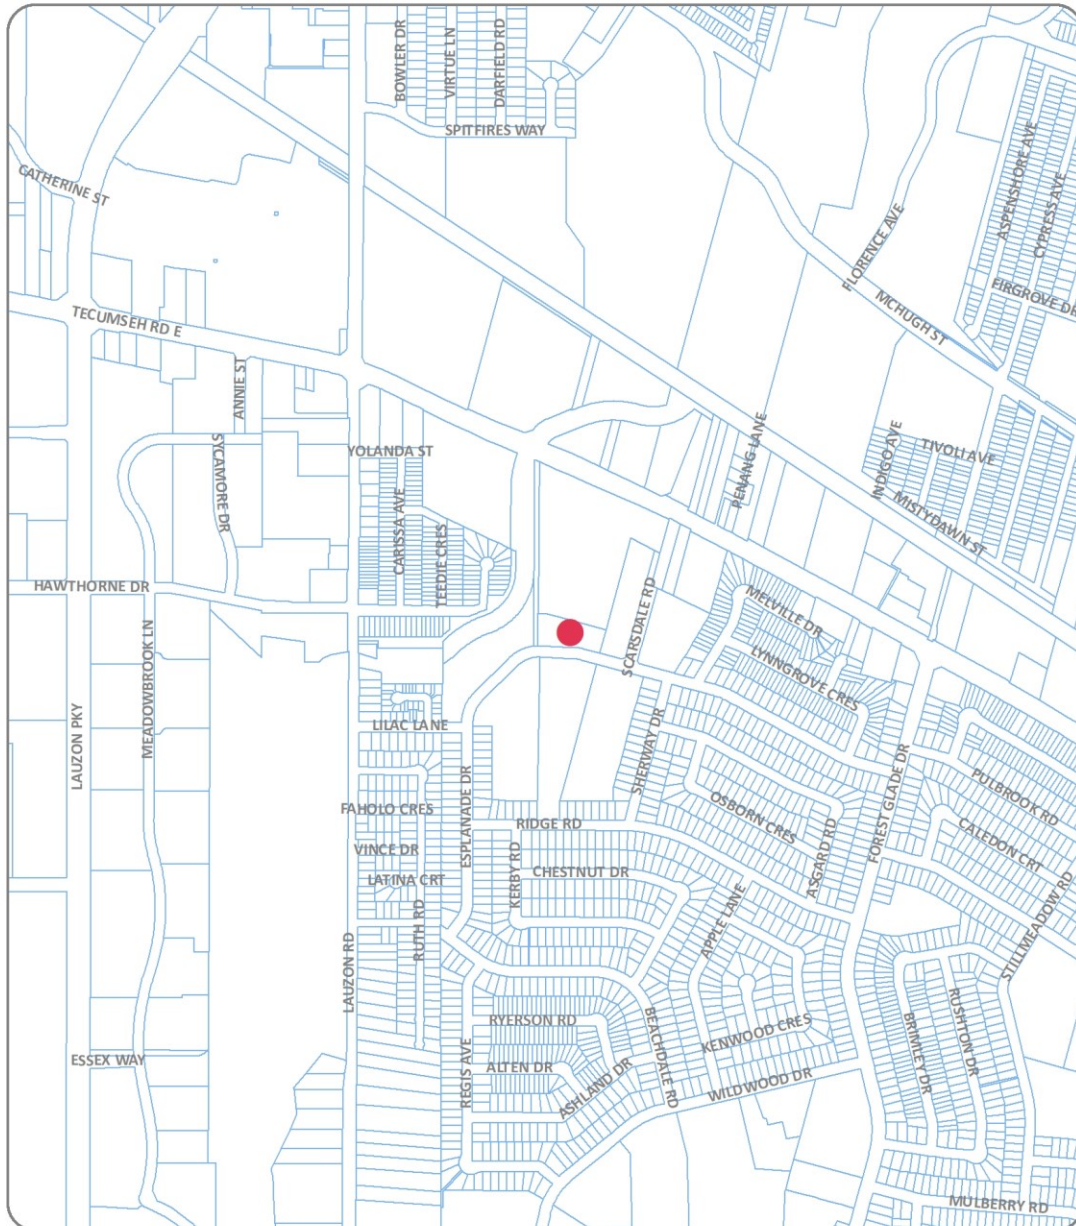 BOWLER DR
VIRTUE LN
DARFIELD RD
SPITFIRES WAY
CATHERINE ST
ASPENSHORE AVE
CYPRESS AVE
FLORENCE AVE
FIRGROVE DR
MCHUGH ST
TECUMSEH RD E
ANNIE ST
YOLANDA ST
SYCAMORE DR
PENANG LANE
INDIGO AVE
TIVOLI AVE
MISTYDAWN ST
CARISSA AVE
TEEDIE CRES
HAWTHORNE DR
MEADOWBROOK LN
SCARSDALE RD
MELVILLE DR
LYNNGROVE CRES
LAUZON PKY
LILAC LANE
SHERWAY DR
ESPLANADE DR
FOREST GLADE DR
PULBROOK RD
FAHOLO CRES
RIDGE RD
OSBORN CRES
CALEDON CRT
VINCE DR
ASGARD RD
LATINA CRT
KERBY RD
CHESTNUT DR
APPLE LANE
STILLMEADOW RD
RUTH RD
LAUZON RD
RYERSON RD
BEACHDALE RD
KENWOOD CRES
BRIMLEY DR
RUSHTON DR
ESSEX WAY
REGIS AVE
ALTEN DR
ASHLAND DR
WILDWOOD DR
MULBERRY RD